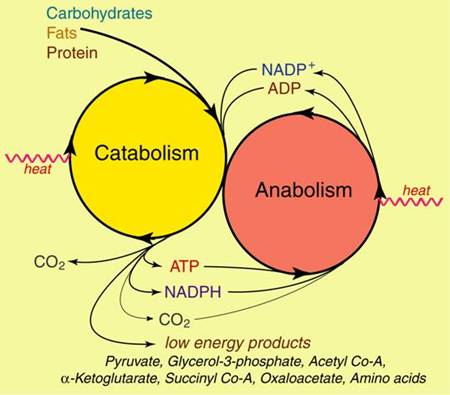 Carbohydrates
Fats
Protein
NADP+
ADP
Catabolism
Anabolism
heat
heat
CO2
ATP
NADPH
CO2
low energy products
Pyruvate, Glycerol-3-phosphate, Acetyl Co-A,
α-Ketoglutarate, Succinyl Co-A, Oxaloacetate, Amino acids